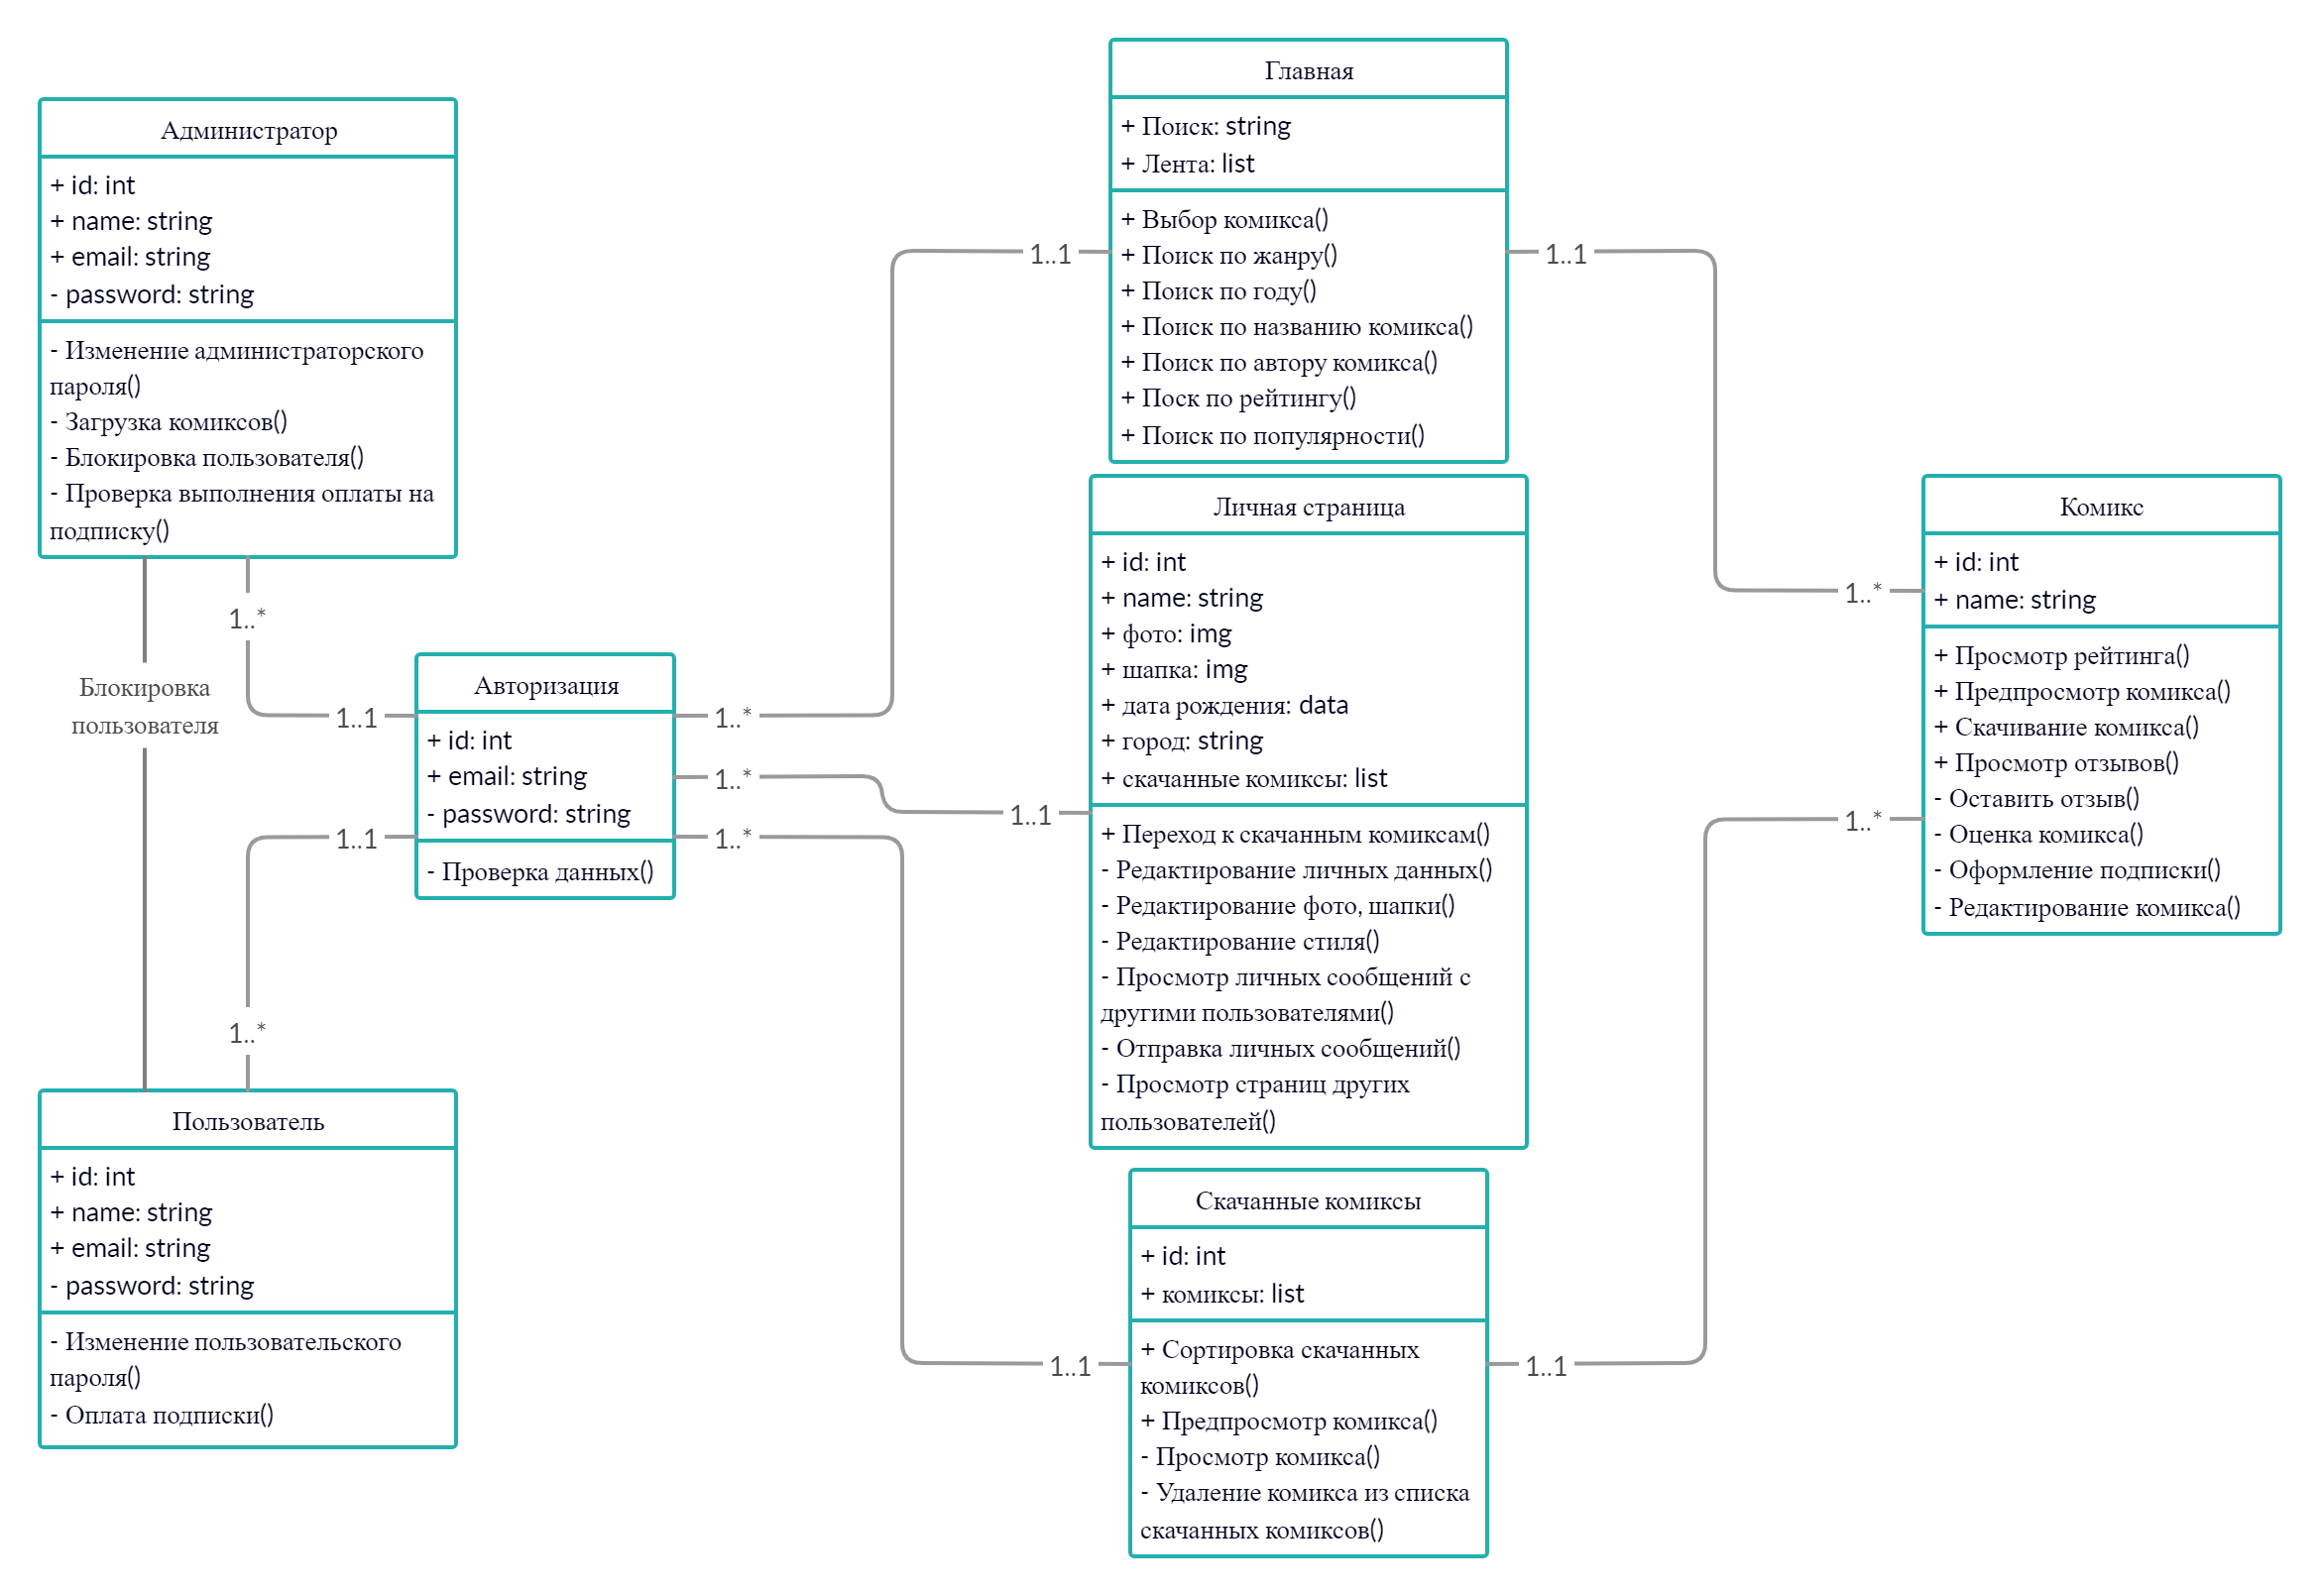 Администратор
+ id: int
+ name: string
+ email: string
- password: string
- Изменение администраторского
пароля()
- Загрузка комиксов()
- Блокировка пользователя()
- Проверка выполнения оплаты на
подписку()
Блокировка
пользователя
1..*
1..1
Авторизация
+ id: int
+ email: string
- password: string
- Проверка данных()
1..1
1..*
Пользователь
+ id: int
+ name: string
+ email: string
- password: string
- Изменение пользовательского
пароля()
- Оплата подписки()
1..*
1..*
1..*
1..1
1..1
1..1
Главная
+ Поиск: string
+ Лента: list
+ Выбор комикса()
+ Поиск по жанру()
+ Поиск по году()
+ Поиск по названию комикса()
+ Поиск по автору комикса()
+ Поск по рейтингу()
+ Поиск по популярности()
Личная страница
+ id: int
+ name: string
+ фото: img
+ шапка: img
+ дата рождения: data
+ город: string
+ скачанные комиксы: list
+ Переход к скачанным комиксам()
- Редактирование личных данных()
- Редактирование фото, шапки()
- Редактирование стиля()
- Просмотр личных сообщений с
другими пользователями()
- Отправка личных сообщений()
- Просмотр страниц других
пользователей()
Скачанные комиксы
+ id: int
+ комиксы: list
+ Сортировка скачанных
комиксов()
+ Предпросмотр комикса()
- Просмотр комикса()
- Удаление комикса из списка
скачанных комиксов()
1..1
1..*
1..*
1..1
Комикс
+ id: int
+ name: string
+ Просмотр рейтинга()
+ Предпросмотр комикса()
+ Скачивание комикса()
+ Просмотр отзывов()
- Оставить отзыв()
- Оценка комикса()
- Оформление подписки()
- Редактирование комикса()